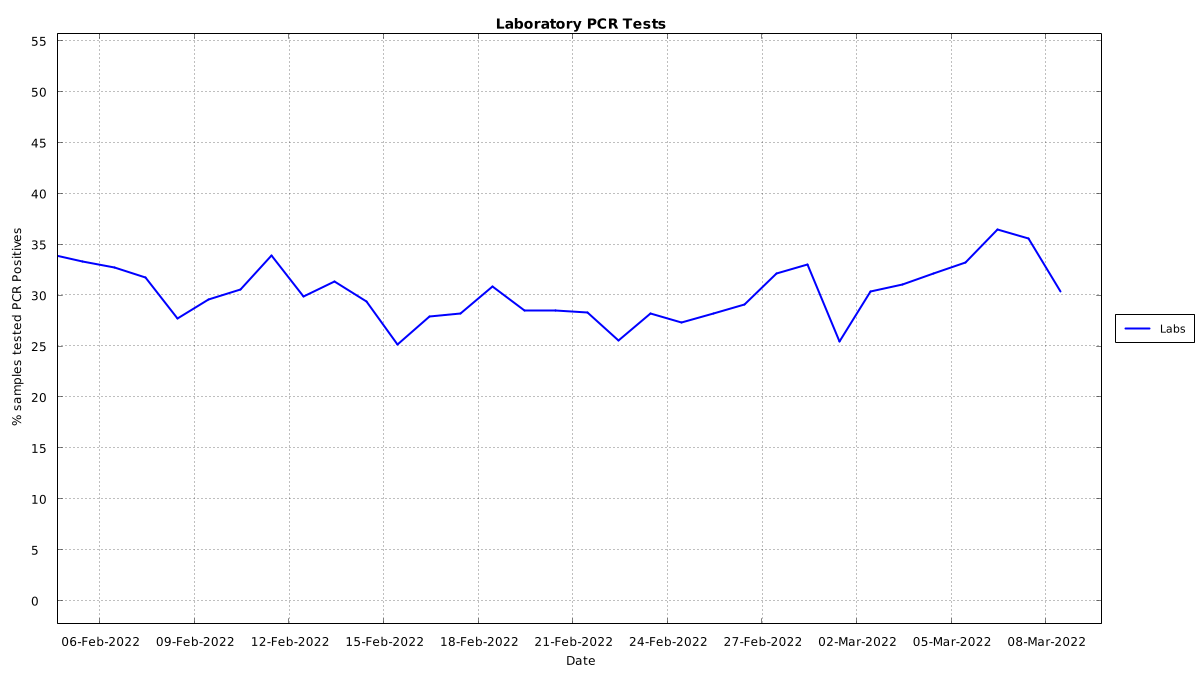 Laboratory PCR Tests
55
50
45
40
35
30
25
20
15
10
5
0
% samples tested PCR Positives
06-Feb-2022 09-Feb-2022 12-Feb-2022 15-Feb-2022 18-Feb-2022 21-Feb-2022 24-Feb-2022 27-Feb-2022 02-Mar-2022 05-Mar-2022 08-Mar-2022
Date
Labs